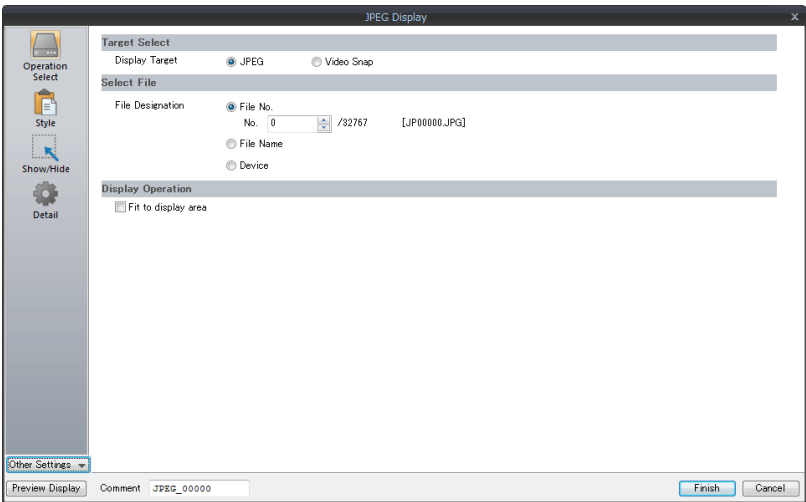 JPEG Display
x
Operation
Select
Style
Show/Hide
Detail
Other Settings
Target Select
Display Target JPEG Video Snap
Select File
File Designation File No.
No. 0 /32767 [JP00000.JPG]
File Name
Device
Display Operation
Fit to display area
Preview Display Comment JPEG_00000 Finish Cancel